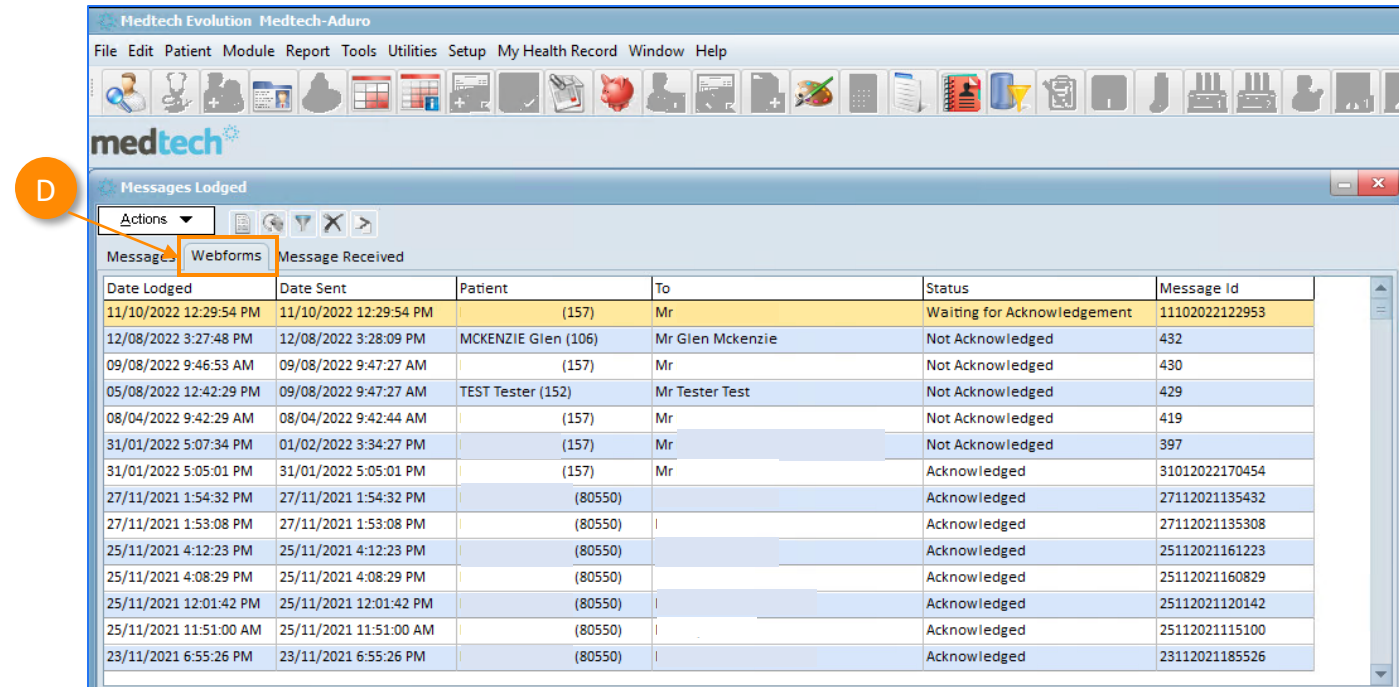 Medtech Evolution Medtech-Aduro
File Edit Patient Module Report Tools Utilities Setup My Health Record Window Help
medtech
D
Messages Lodged
Actions
Messages Webforms Message Received
Date Lodged Date Sent Patient To Status Message Id
11/10/2022 12:29:54 PM 11/10/2022 12:29:54 PM (157) Mr Waiting for Acknowledgement 11102022122953
12/08/2022 3:27:48 PM 12/08/2022 3:28:09 PM MCKENZIE Glen (106) Mr Glen Mckenzie Not Acknowledged 432
09/08/2022 9:46:53 AM 09/08/2022 9:47:27 AM (157) Mr Not Acknowledged 430
05/08/2022 12:42:29 PM 09/08/2022 9:47:27 AM TEST Tester (152) Mr Tester Test Not Acknowledged 429
08/04/2022 9:42:29 AM 08/04/2022 9:42:44 AM (157) Mr Not Acknowledged 419
31/01/2022 5:07:34 PM 01/02/2022 3:34:27 PM (157) Mr Not Acknowledged 397
31/01/2022 5:05:01 PM 31/01/2022 5:05:01 PM (157) Mr Acknowledged 31012022170454
27/11/2021 1:54:32 PM 27/11/2021 1:54:32 PM (80550) Acknowledged 27112021135432
27/11/2021 1:53:08 PM 27/11/2021 1:53:08 PM (80550) Acknowledged 27112021135308
25/11/2021 4:12:23 PM 25/11/2021 4:12:23 PM (80550) Acknowledged 25112021161223
25/11/2021 4:08:29 PM 25/11/2021 4:08:29 PM (80550) Acknowledged 25112021160829
25/11/2021 12:01:42 PM 25/11/2021 12:01:42 PM (80550) Acknowledged 25112021120142
25/11/2021 11:51:00 AM 25/11/2021 11:51:00 AM (80550) Acknowledged 25112021115100
23/11/2021 6:55:26 PM 23/11/2021 6:55:26 PM (80550) Acknowledged 23112021185526